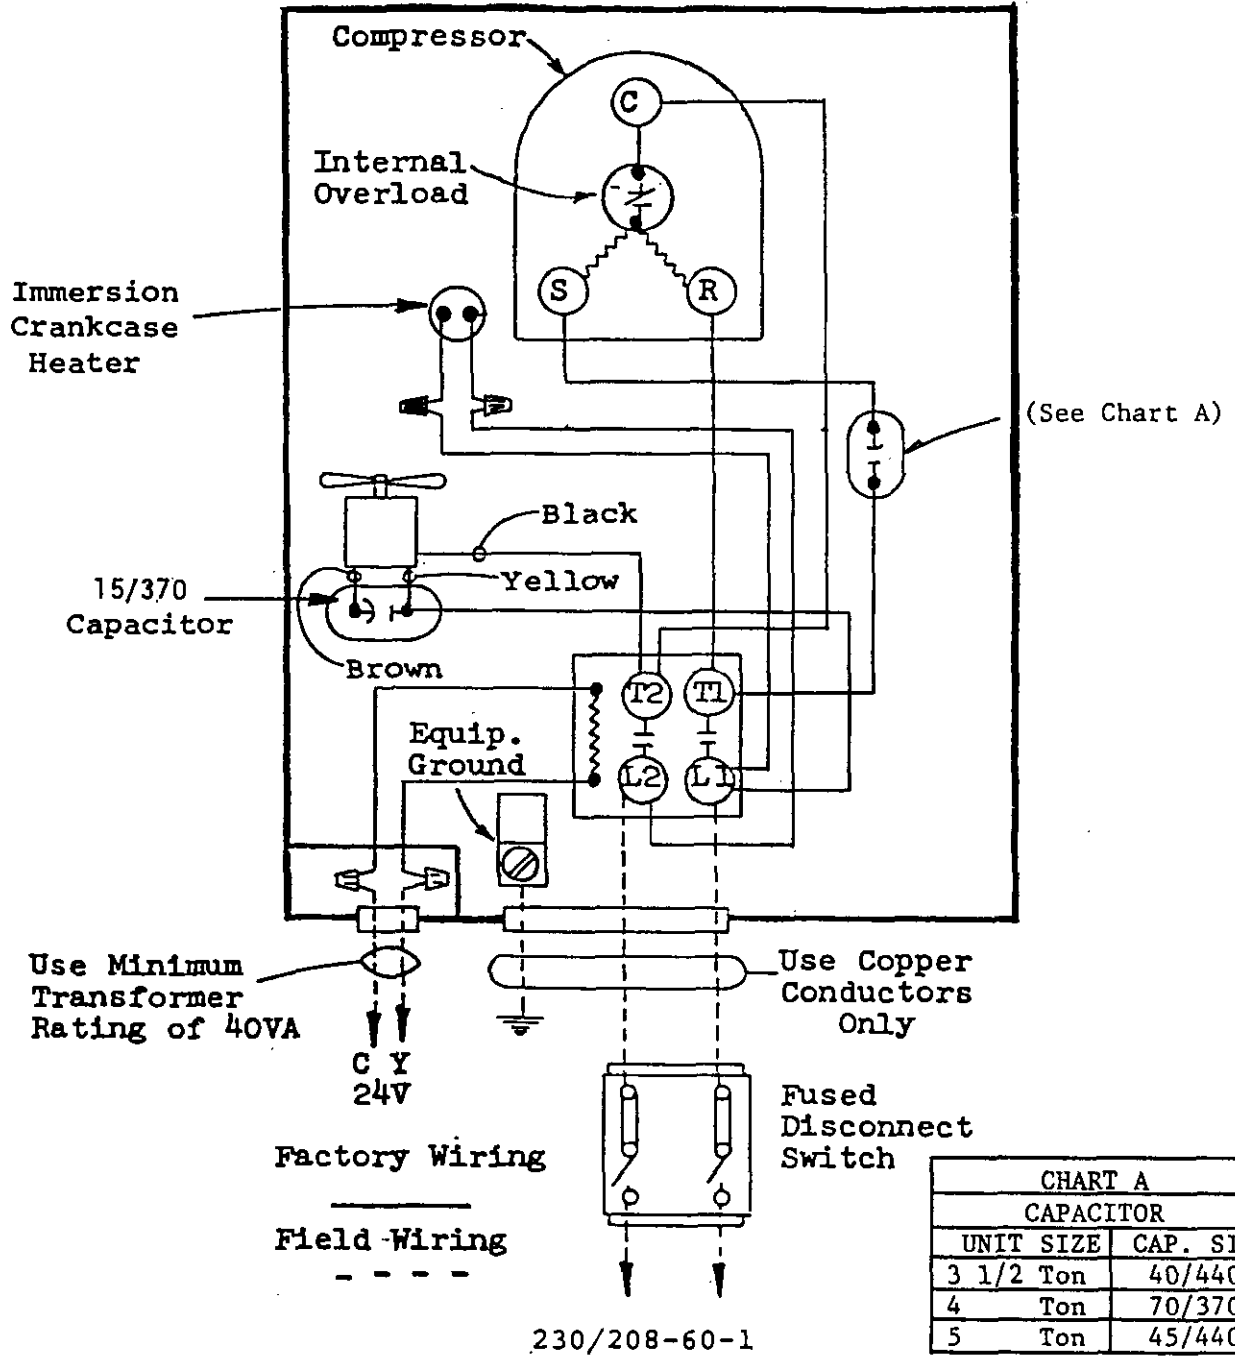 Compressor
C
Internal
Overload
S
R
Immersion
Crankcase
Heater
(See Chart A)
Black
Yellow
15/370
Capacitor
Brown
T2
T1
Equip.
Ground
L2
L1
Use Minimum
Transformer
Rating of 40VA
Use Copper
Conductors
Only
C Y
24V
Fused
Disconnect
Switch
Factory Wiring
Field Wiring
230/208-60-1
CHART A
CAPACITOR
UNIT SIZE CAP. SI
3 1/2 Ton 40/440
4 Ton 70/370
5 Ton 45/440